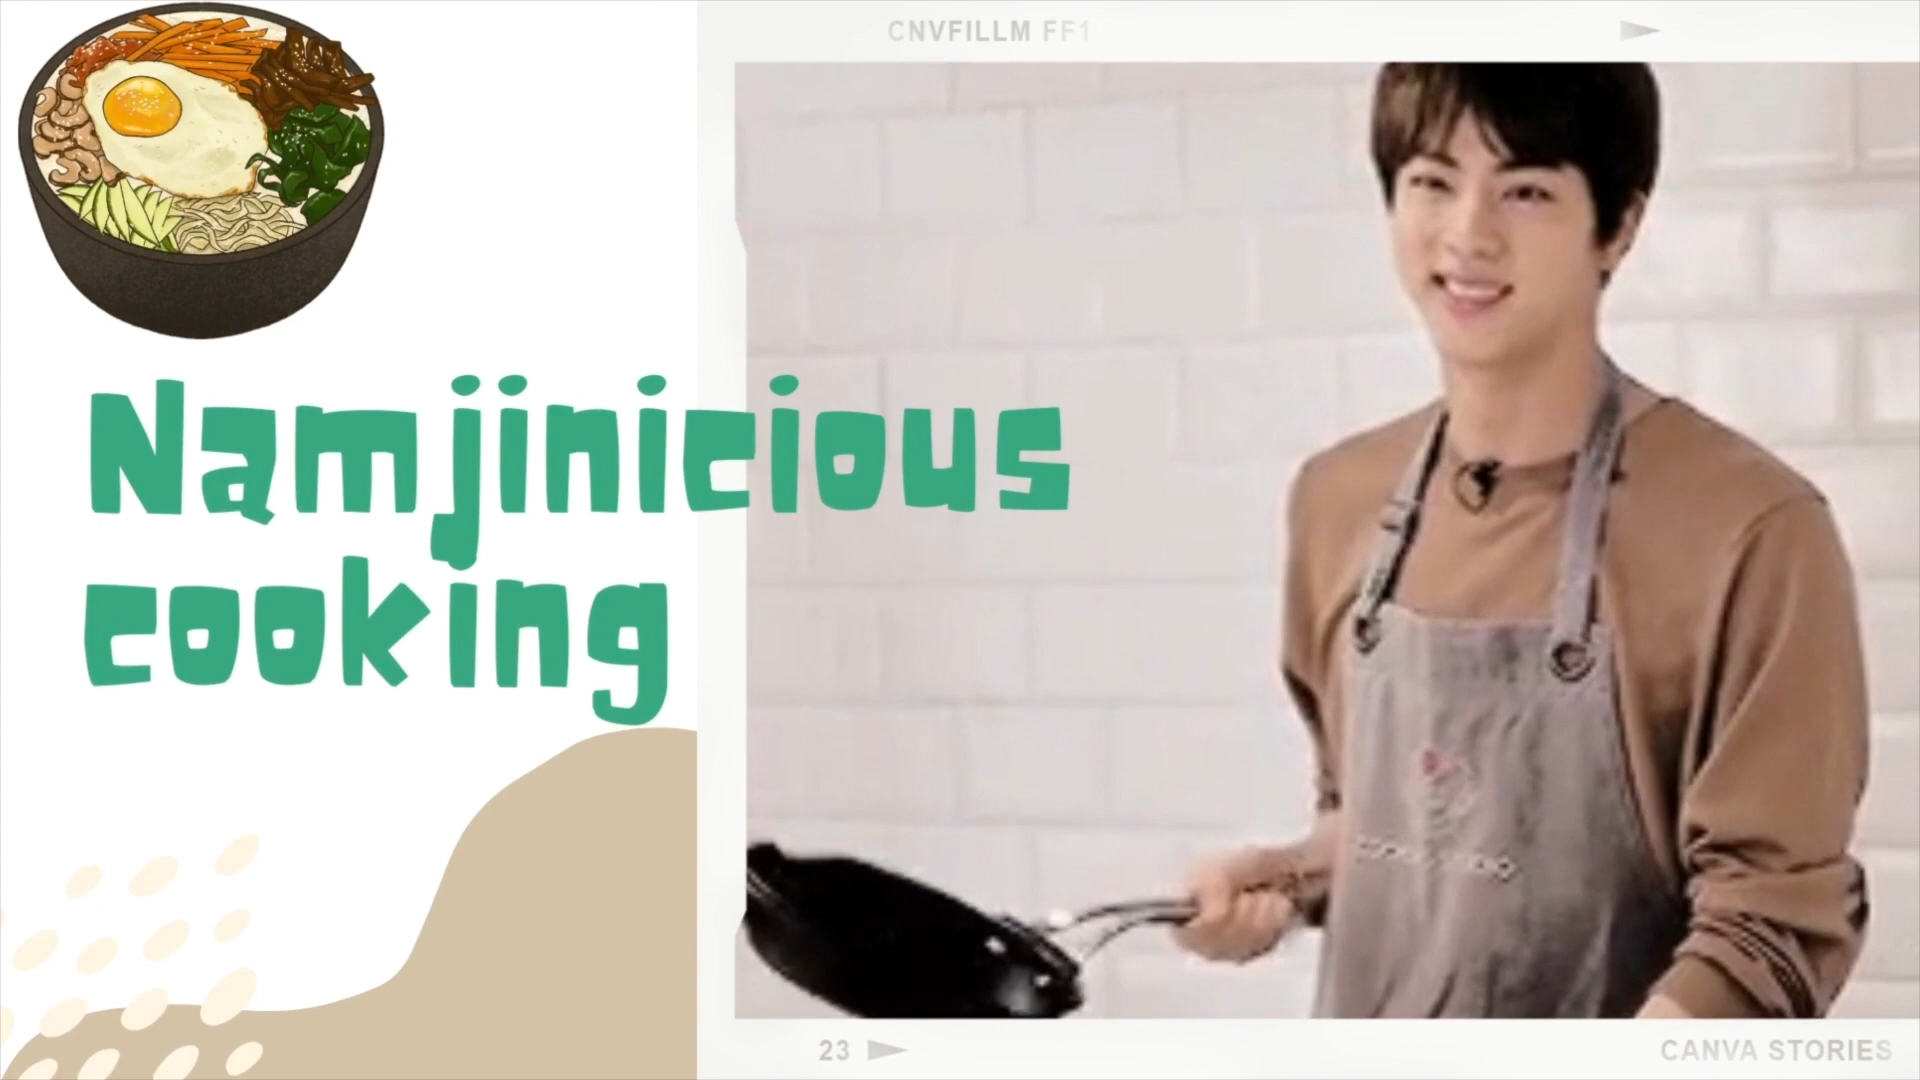 CNVFILLM FF1
Namjinicious
cooking
23
CANVA STORIES